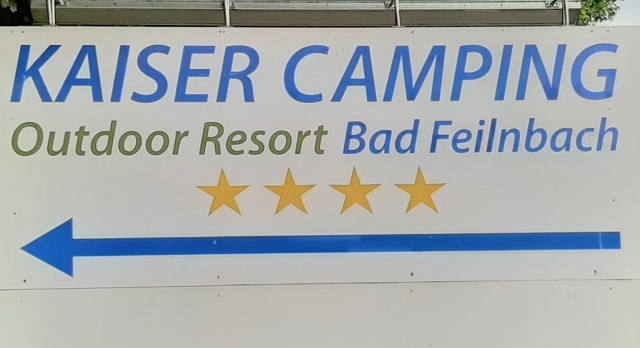 KAISER CAMPING
Outdoor Resort Bad Feilnbach